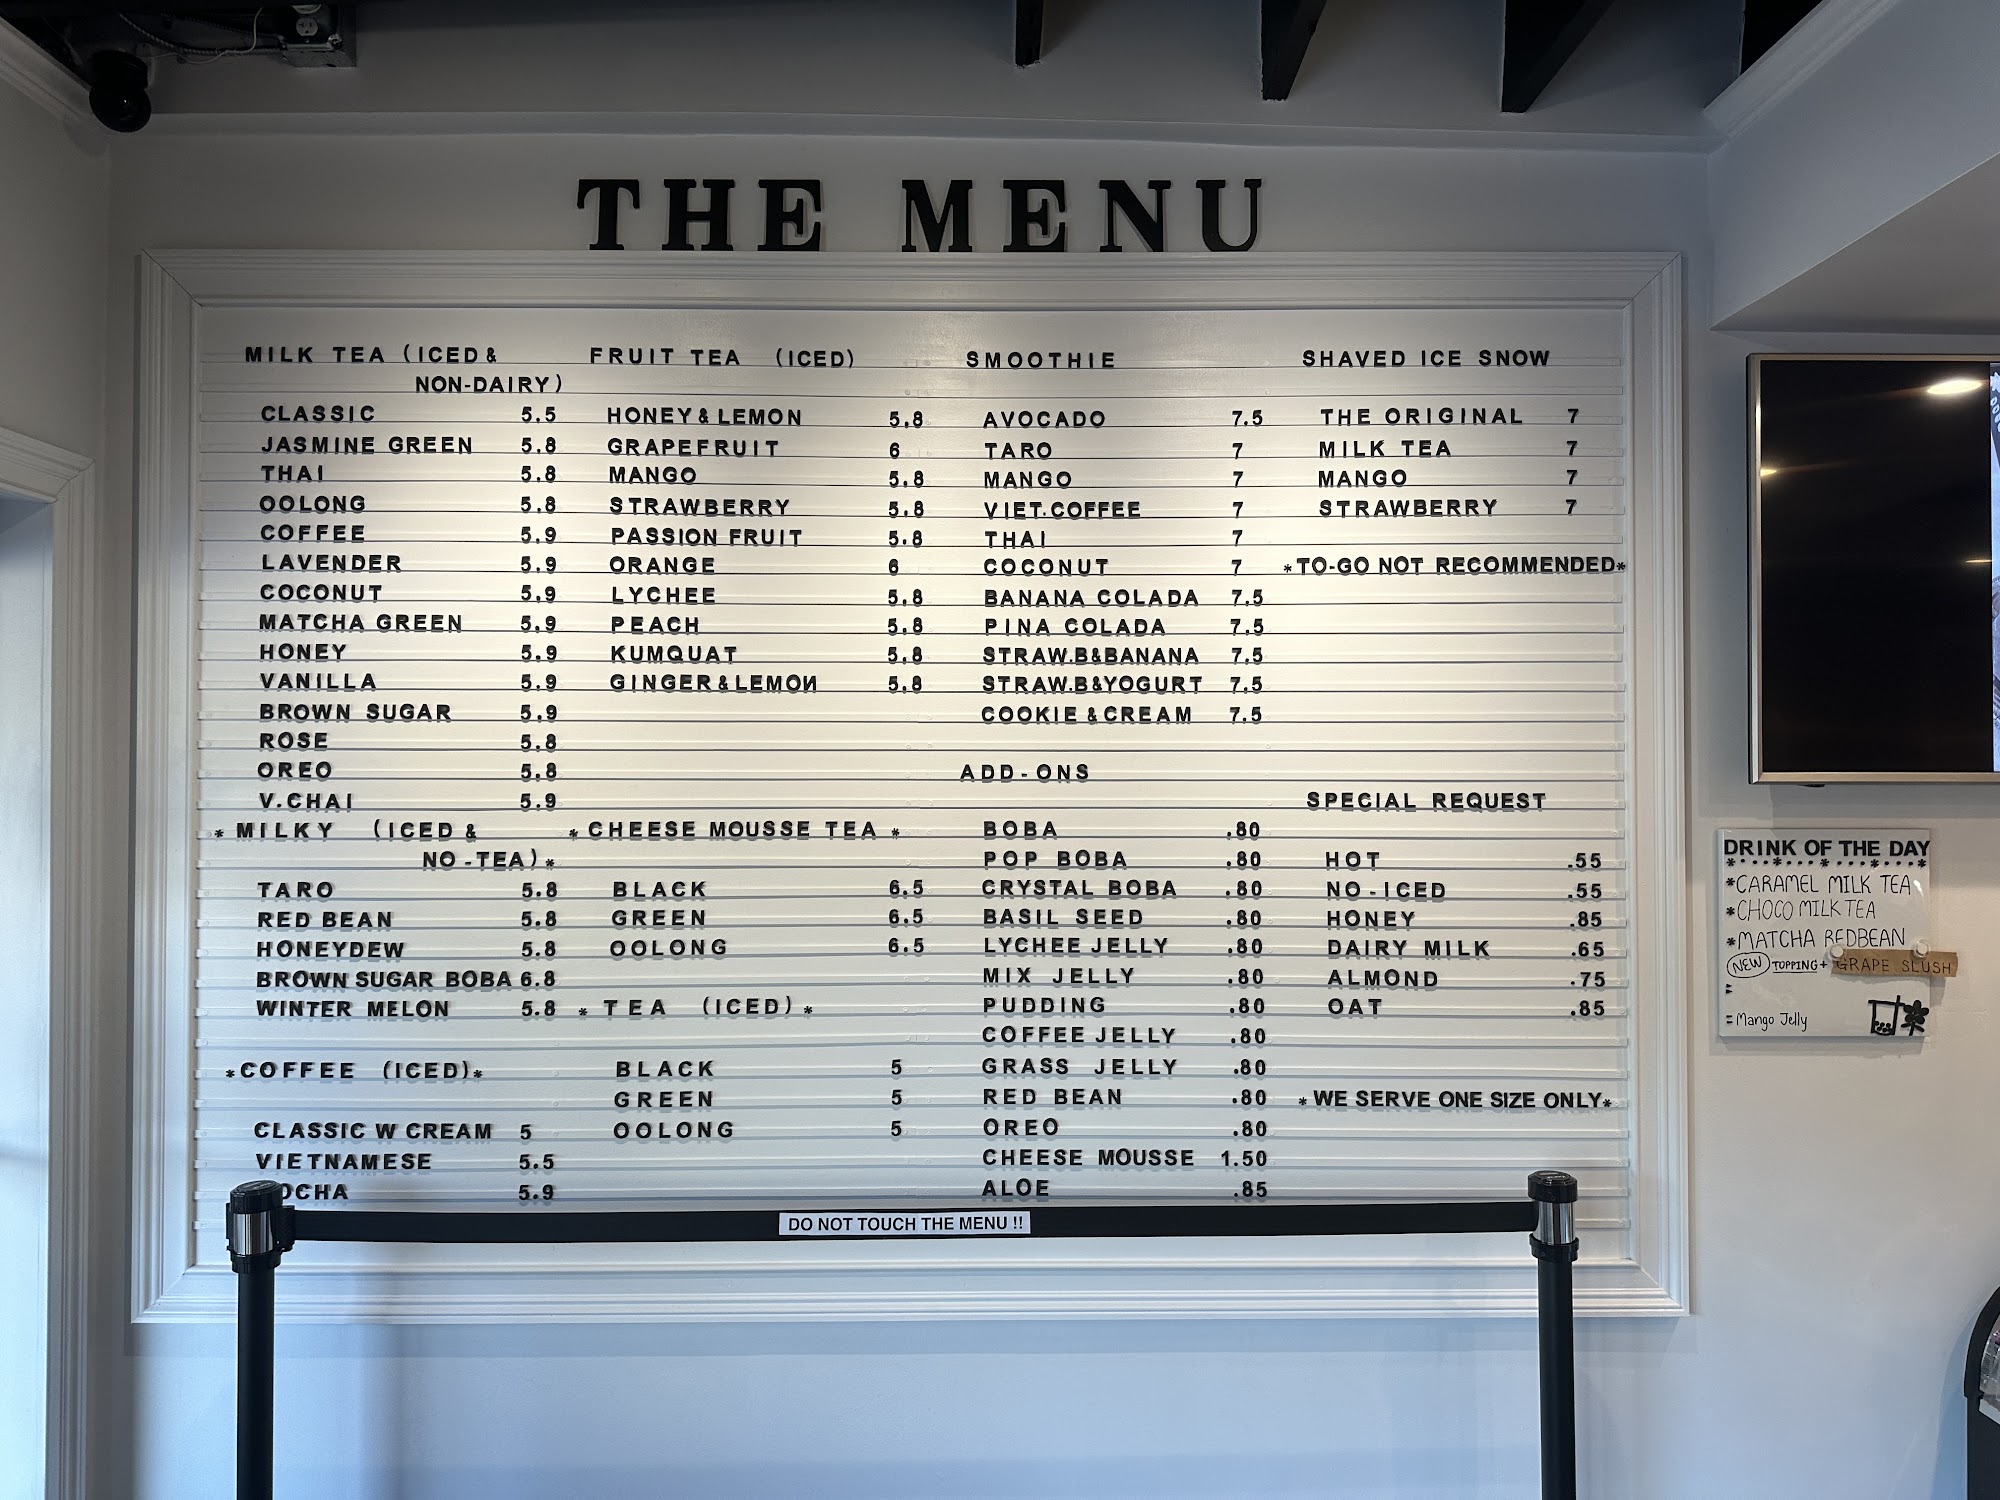 THE MENU
MILK TEA (ICED &
NON-DAIRY)
CLASSIC 5.5
JASMINE GREEN 5.8
THAI 5.8
OOLONG 5.8
COFFEE 5.9
LAVENDER 5.9
COCONUT 5.9
MATCHA GREEN 5.9
HONEY 5.9
VANILLA 5.9
BROWN SUGAR 5.9
ROSE 5.8
OREO 5.8
V.CHAI 5.9
* MILKY (ICED &
NO-TEA) *
TARO 5.8
RED BEAN 5.8
HONEYDEW 5.8
BROWN SUGAR BOBA 6.8
WINTER MELON 5.8
*COFFEE (ICED)*
CLASSIC W CREAM 5
VIETNAMESE 5.5
OCHA 5.9
FRUIT TEA (ICED)
HONEY & LEMON 5.8
GRAPEFRUIT 6
MANGO 5.8
STRAWBERRY 5.8
PASSION FRUIT 5.8
ORANGE 6
LYCHEE 5.8
PEACH 5.8
KUMQUAT 5.8
GINGER & LEMON 5.8
* CHEESE MOUSSE TEA *
BLACK 6.5
GREEN 6.5
OOLONG 6.5
* TEA (ICED) *
BLACK 5
GREEN 5
OOLONG 5
SMOOTHIE
AVOCADO 7.5
TARO 7
MANGO 7
VIET.COFFEE 7
THAI 7
COCONUT 7
BANANA COLADA 7.5
PINA COLADA 7.5
STRAW.B&BANANA 7.5
STRAW.B&YOGURT 7.5
COOKIE & CREAM 7.5
ADD-ONS
BOBA .80
POP BOBA .80
CRYSTAL BOBA .80
BASIL SEED .80
LYCHEE JELLY .80
MIX JELLY .80
PUDDING .80
COFFEE JELLY .80
GRASS JELLY .80
RED BEAN .80
OREO .80
CHEESE MOUSSE 1.50
ALOE .85
SHAVED ICE SNOW
THE ORIGINAL 7
MILK TEA 7
MANGO 7
STRAWBERRY 7
*TO-GO NOT RECOMMENDED*
SPECIAL REQUEST
HOT .55
NO-ICED .55
HONEY .85
DAIRY MILK .65
ALMOND .75
OAT .85
* WE SERVE ONE SIZE ONLY*
DO NOT TOUCH THE MENU !!
DRINK OF THE DAY
*CARAMEL MILK TEA
*CHOCO MILK TEA
*MATCHA REDBEAN
NEW TOPPING + GRAPE SLUSH
= Mango Jelly